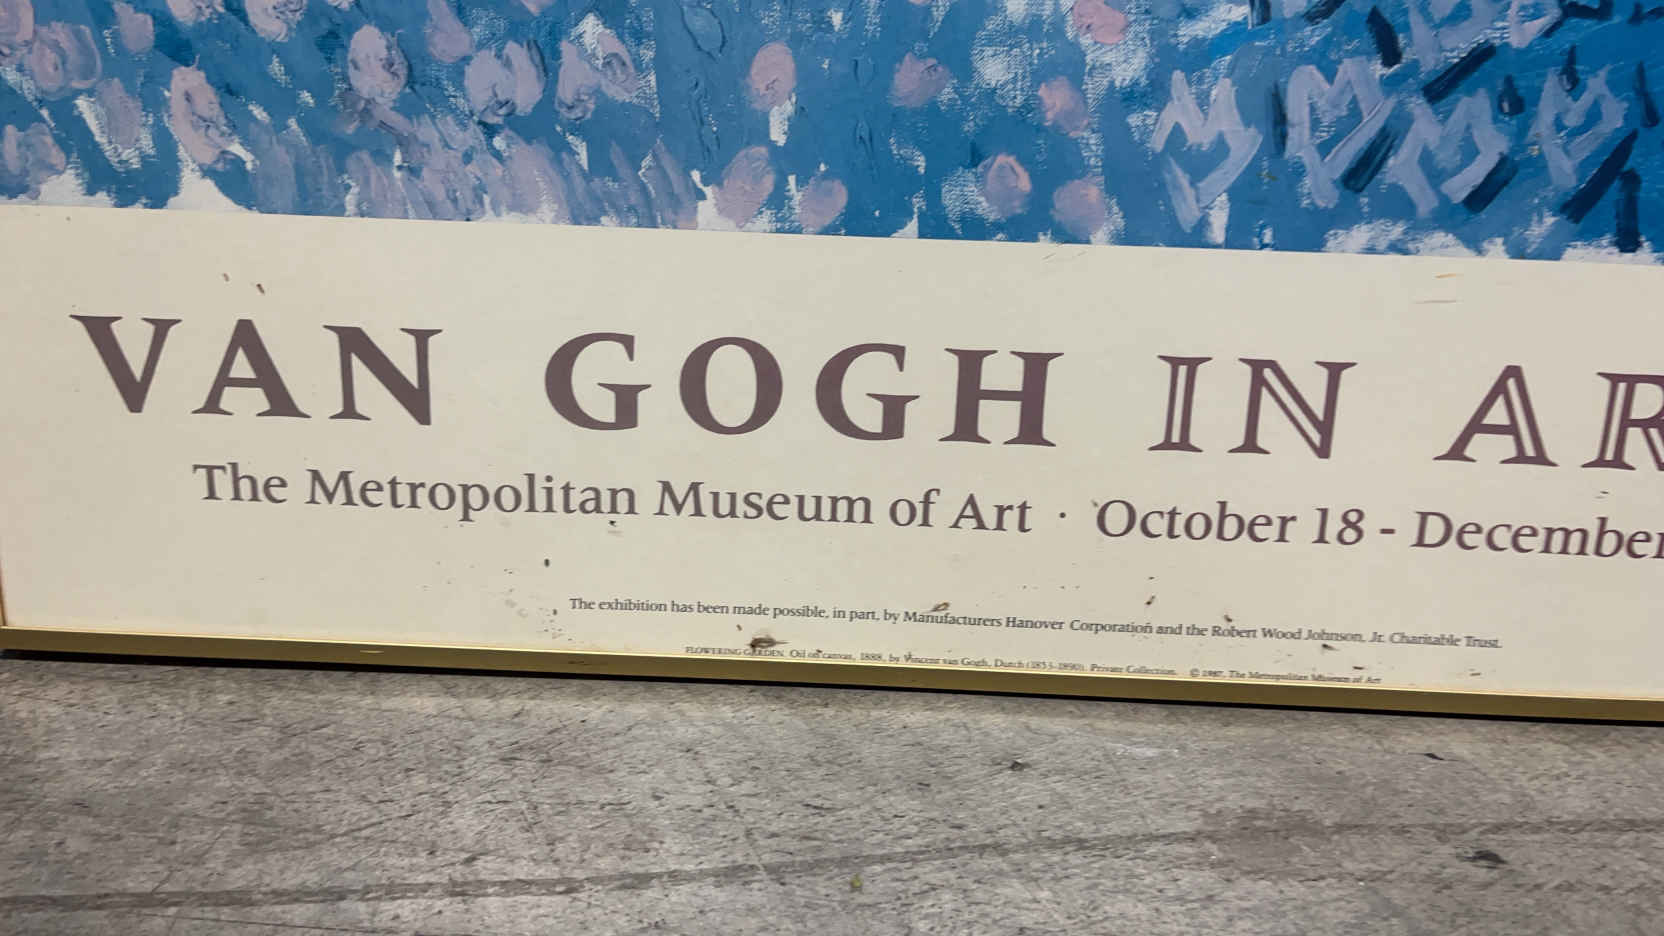 VAN GOGH IN AR
The Metropolitan Museum of Art · October 18 - December
The exhibition has been made possible, in part, by Manufacturers Hanover Corporation and the Robert Wood Johnson, Jr. Charitable Trust.
FLOWERING GARDEN. Oil on canvas, 1888, by Vincent van Gogh, Dutch (1853-1890). Private Collection. © 1987, The Metropolitan Museum of Art